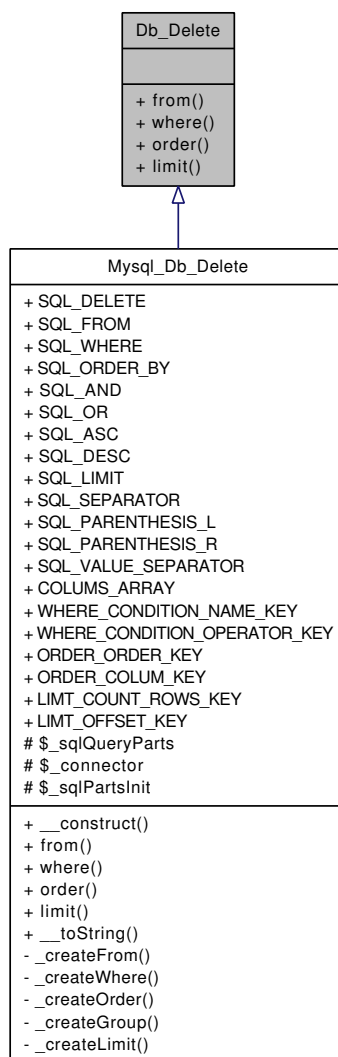 Db_Delete
+ from()
+ where()
+ order()
+ limit()
Mysql_Db_Delete
+ SQL_DELETE
+ SQL_FROM
+ SQL_WHERE
+ SQL_ORDER_BY
+ SQL_AND
+ SQL_OR
+ SQL_ASC
+ SQL_DESC
+ SQL_LIMIT
+ SQL_SEPARATOR
+ SQL_PARENTHESIS_L
+ SQL_PARENTHESIS_R
+ SQL_VALUE_SEPARATOR
+ COLUMS_ARRAY
+ WHERE_CONDITION_NAME_KEY
+ WHERE_CONDITION_OPERATOR_KEY
+ ORDER_ORDER_KEY
+ ORDER_COLUM_KEY
+ LIMT_COUNT_ROWS_KEY
+ LIMT_OFFSET_KEY
# $_sqlQueryParts
# $_connector
# $_sqlPartsInit
+ __construct()
+ from()
+ where()
+ order()
+ limit()
+ __toString()
- _createFrom()
- _createWhere()
- _createOrder()
- _createGroup()
- _createLimit()